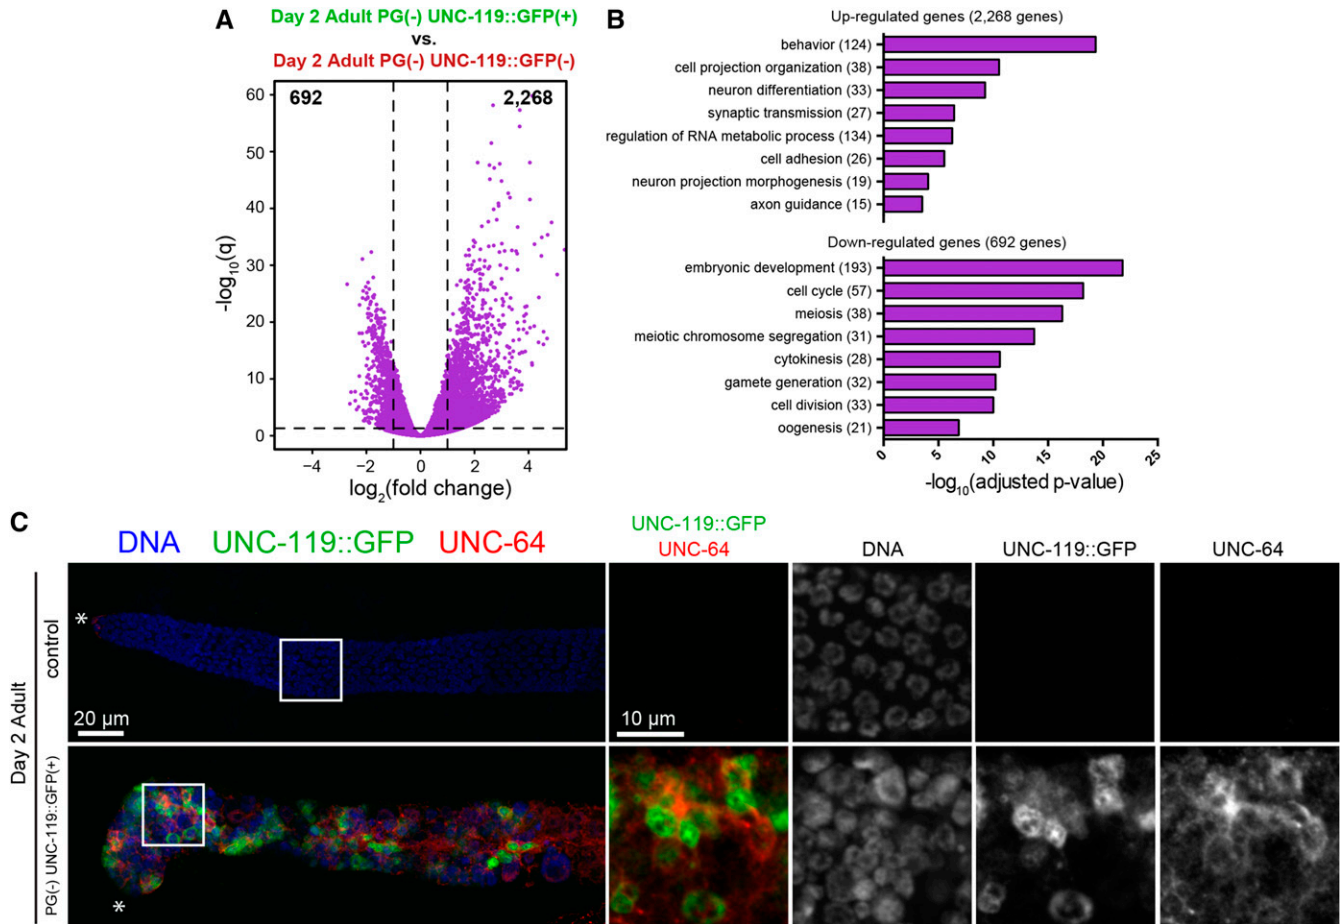 A
Day 2 Adult PG(-) UNC-119::GFP(+)
vs.
Day 2 Adult PG(-) UNC-119::GFP(-)
692
2,268
60
50
40
30
20
10
0
-log10(q)
−4
−2
0
2
4
log2(fold change)
B
Up-regulated genes (2,268 genes)
behavior (124)
cell projection organization (38)
neuron differentiation (33)
synaptic transmission (27)
regulation of RNA metabolic process (134)
cell adhesion (26)
neuron projection morphogenesis (19)
axon guidance (15)
Down-regulated genes (692 genes)
embryonic development (193)
cell cycle (57)
meiosis (38)
meiotic chromosome segregation (31)
cytokinesis (28)
gamete generation (32)
cell division (33)
oogenesis (21)
0
5
10
15
20
25
-log10(adjusted p-value)
C
DNA UNC-119::GFP UNC-64
UNC-119::GFP
UNC-64
DNA
UNC-119::GFP
UNC-64
Day 2 Adult
control
*
20 µm
10 µm
PG(-) UNC-119::GFP(+)
*